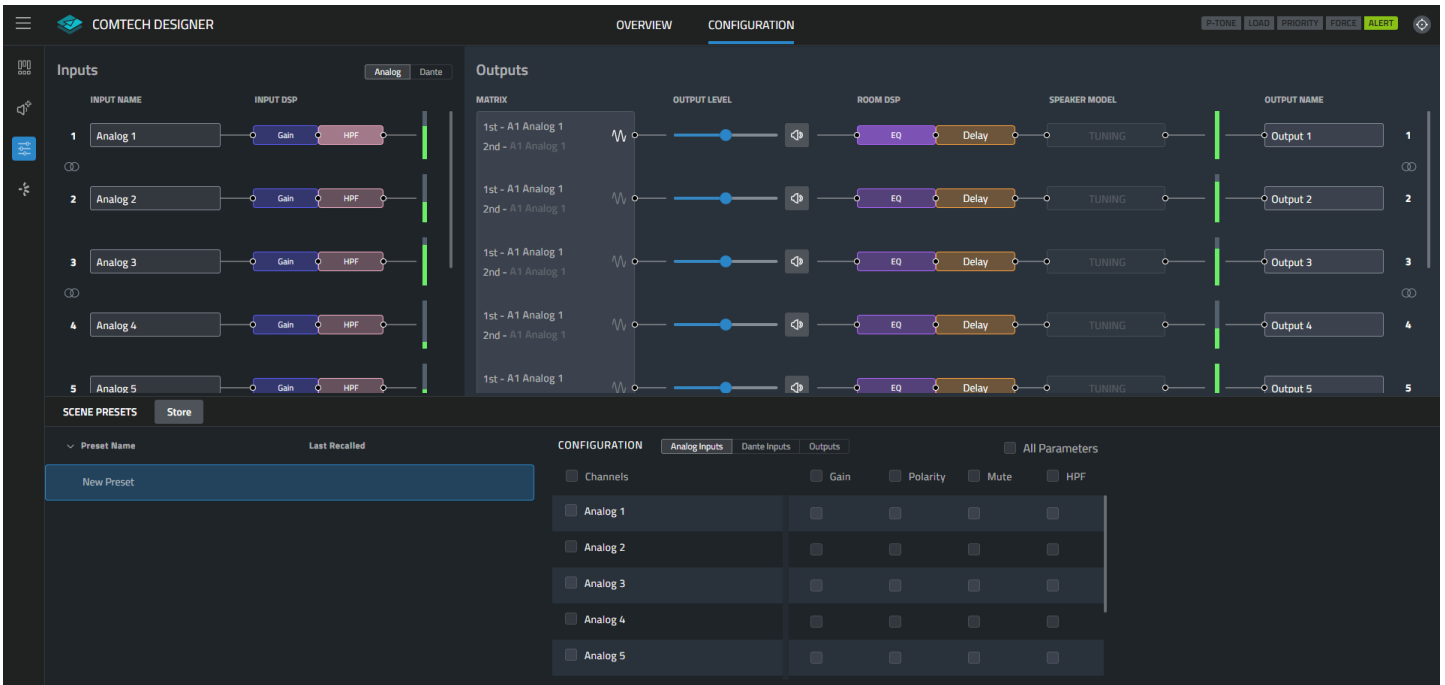 COMTECH DESIGNER
OVERVIEW CONFIGURATION
P-TONE LOAD PRIORITY FORCE ALERT
Inputs
Analog Dante
INPUT NAME INPUT DSP
1 Analog 1 Gain HPF
2 Analog 2 Gain HPF
3 Analog 3 Gain HPF
4 Analog 4 Gain HPF
5 Analog 5 Gain HPF
Outputs
MATRIX OUTPUT LEVEL ROOM DSP SPEAKER MODEL OUTPUT NAME
1st - A1 Analog 1
2nd - A1 Analog 1
EQ Delay TUNING Output 1 1
1st - A1 Analog 1
2nd - A1 Analog 1
EQ Delay TUNING Output 2 2
1st - A1 Analog 1
2nd - A1 Analog 1
EQ Delay TUNING Output 3 3
1st - A1 Analog 1
2nd - A1 Analog 1
EQ Delay TUNING Output 4 4
1st - A1 Analog 1
EQ Delay TUNING Output 5 5
SCENE PRESETS Store
Preset Name Last Recalled
New Preset
CONFIGURATION Analog Inputs Dante Inputs Outputs All Parameters
Channels Gain Polarity Mute HPF
Analog 1
Analog 2
Analog 3
Analog 4
Analog 5